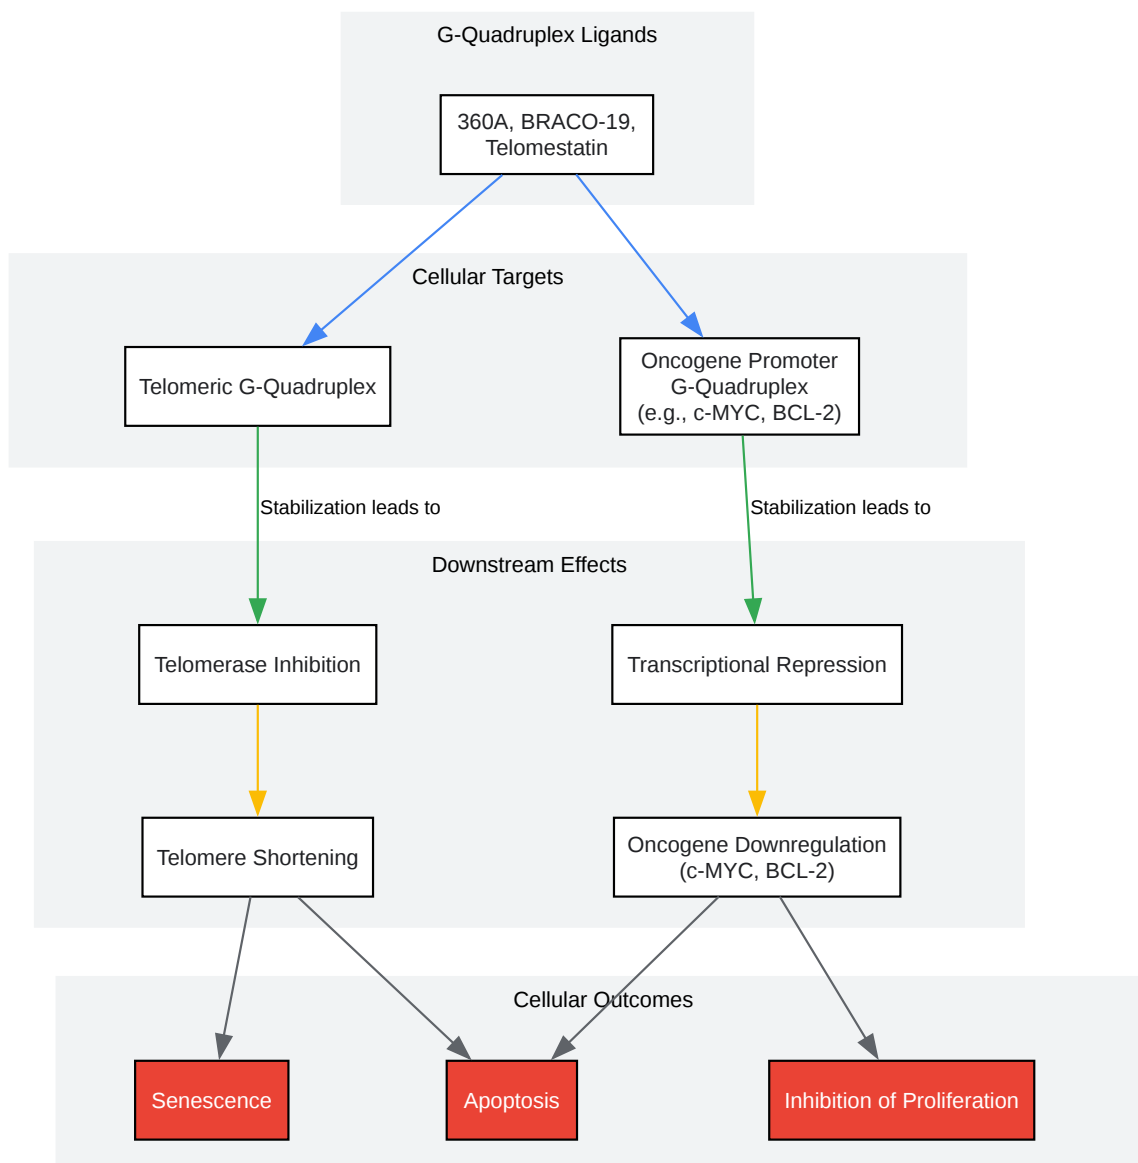 G-Quadruplex Ligands
360A, BRACO-19,
Telomestatin
Cellular Targets
Telomeric G-Quadruplex
Oncogene Promoter
G-Quadruplex
(e.g., c-MYC, BCL-2)
Stabilization leads to
Stabilization leads to
Downstream Effects
Telomerase Inhibition
Transcriptional Repression
Telomere Shortening
Oncogene Downregulation
(c-MYC, BCL-2)
Cellular Outcomes
Senescence
Apoptosis
Inhibition of Proliferation